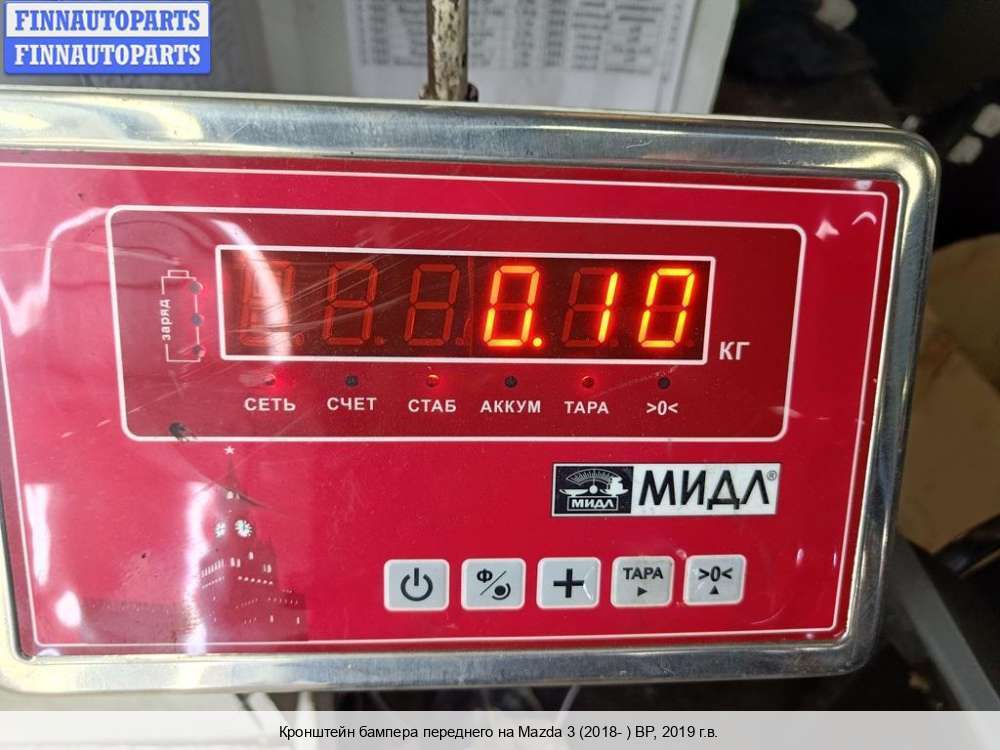 FINNAUTOPARTS
FINNAUTOPARTS
заряд
0.10
КГ
СЕТЬ СЧЕТ СТАБ АККУМ ТАРА >0<
МИДЛ МИДЛ®
Ф ТАРА >0<
Кронштейн бампера переднего на Mazda 3 (2018- ) BP, 2019 г.в.